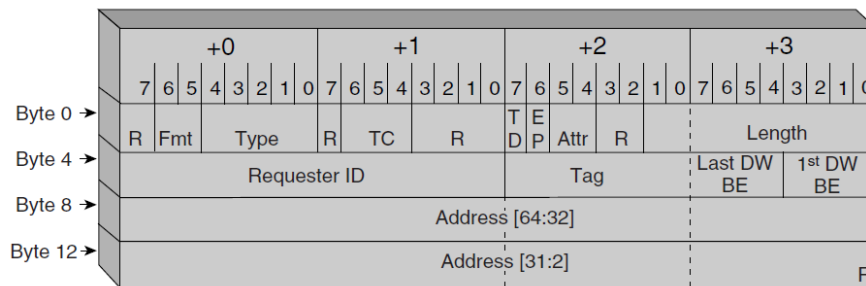 +0 +1 +2 +3
7 6 5 4 3 2 1 0 7 6 5 4 3 2 1 0 7 6 5 4 3 2 1 0 7 6 5 4 3 2 1 0
Byte 0
R Fmt Type R TC R TD EP Attr R Length
Byte 4
Requester ID Tag Last DW BE 1st DW BE
Byte 8
Address [64:32]
Byte 12
Address [31:2] R